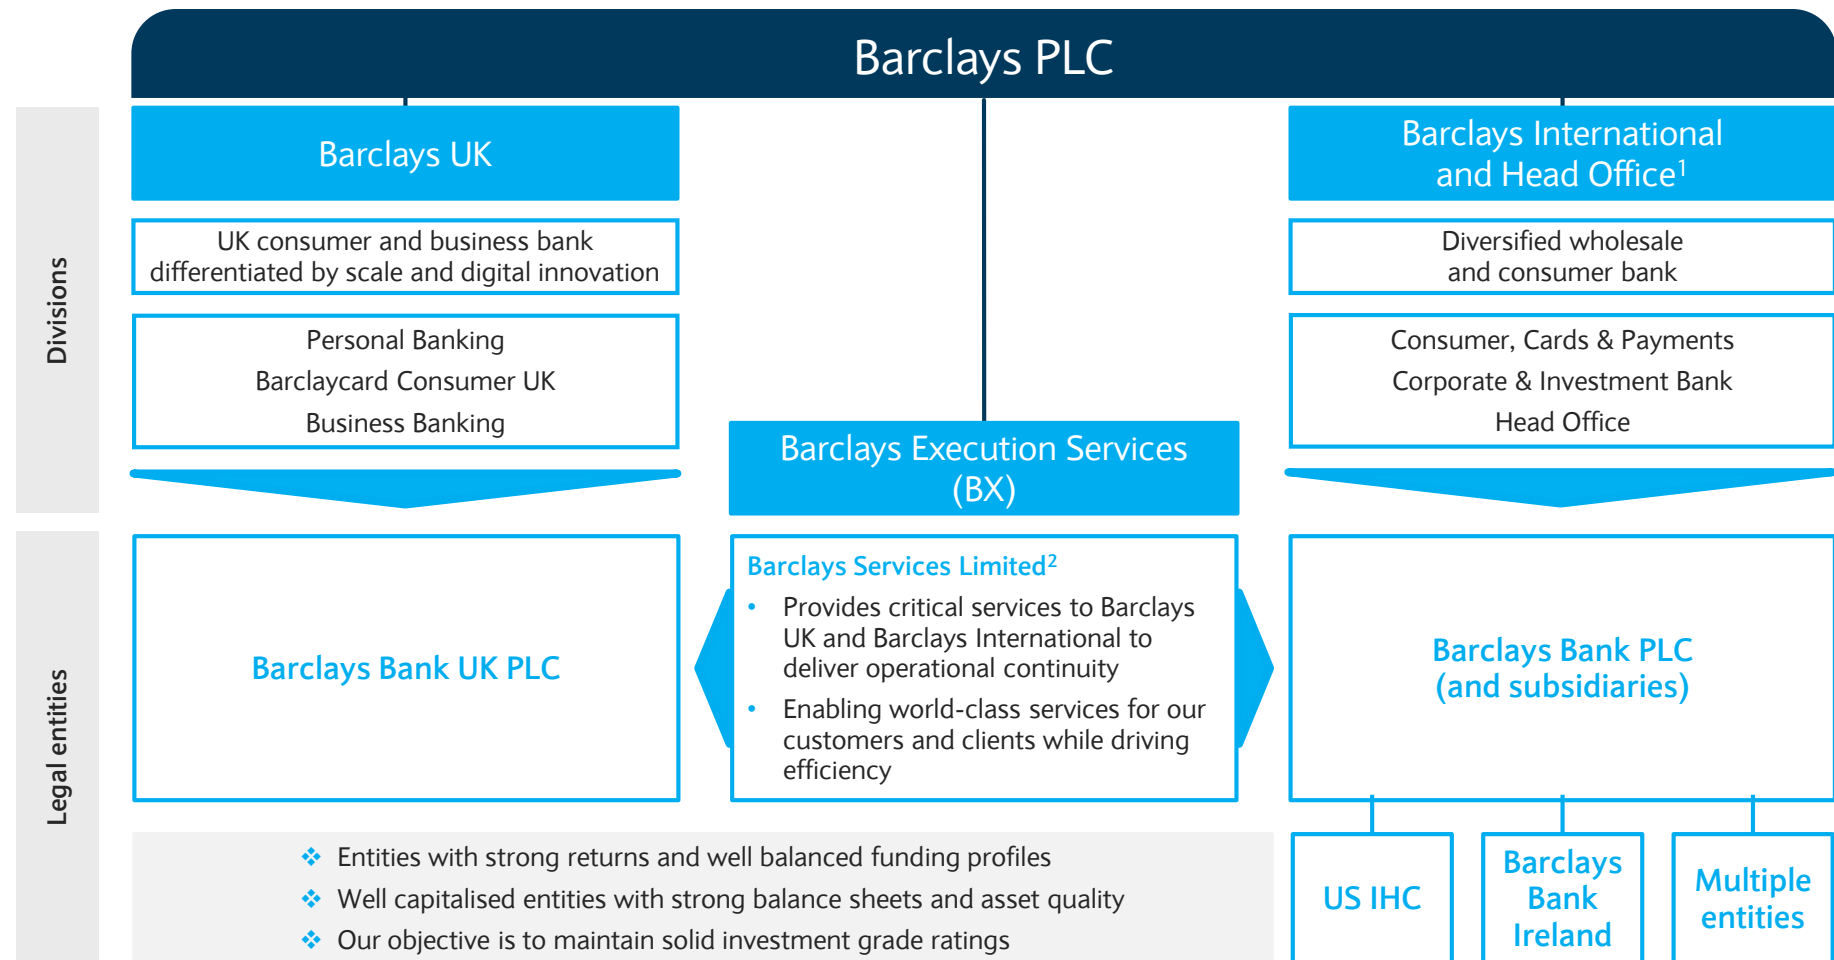 Barclays PLC
Divisions
Barclays UK
UK consumer and business bank
differentiated by scale and digital innovation
Personal Banking
Barclaycard Consumer UK
Business Banking
Barclays Execution Services
(BX)
Barclays International
and Head Office¹
Diversified wholesale
and consumer bank
Consumer, Cards & Payments
Corporate & Investment Bank
Head Office
Legal entities
Barclays Bank UK PLC
Barclays Services Limited²
• Provides critical services to Barclays
UK and Barclays International to
deliver operational continuity
• Enabling world-class services for our
customers and clients while driving
efficiency
Barclays Bank PLC
(and subsidiaries)
❖ Entities with strong returns and well balanced funding profiles
❖ Well capitalised entities with strong balance sheets and asset quality
❖ Our objective is to maintain solid investment grade ratings
US IHC
Barclays
Bank
Ireland
Multiple
entities